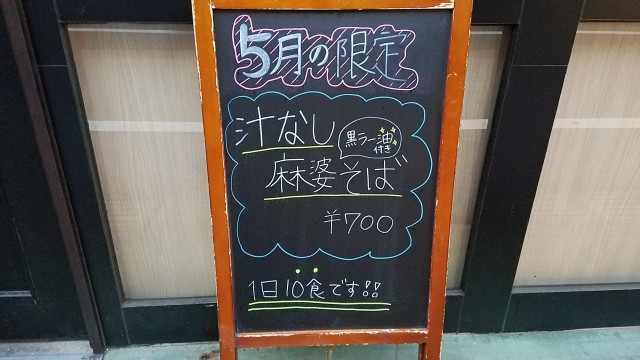 5月の限定
汁なし
黒ラー油
付き
麻婆そば
¥700
1日10食です!!